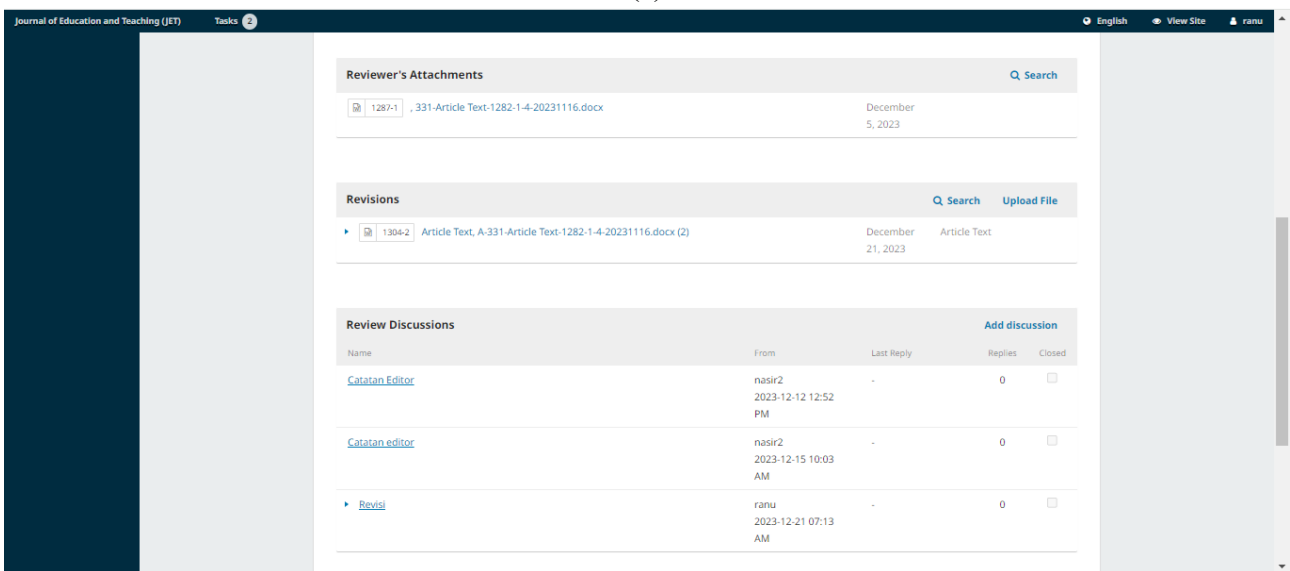 Journal of Education and Teaching (JET) Tasks 2 English View Site ranu
Reviewer's Attachments Search
1287-1 , 331-Article Text-1282-1-4-20231116.docx December
5, 2023
Revisions Search Upload File
1304-2 Article Text, A-331-Article Text-1282-1-4-20231116.docx (2) December Article Text
21, 2023
Review Discussions Add discussion
Name From Last Reply Replies Closed
Catatan Editor nasir2 - 0
2023-12-12 12:52
PM
Catatan editor nasir2 - 0
2023-12-15 10:03
AM
Revisi ranu - 0
2023-12-21 07:13
AM